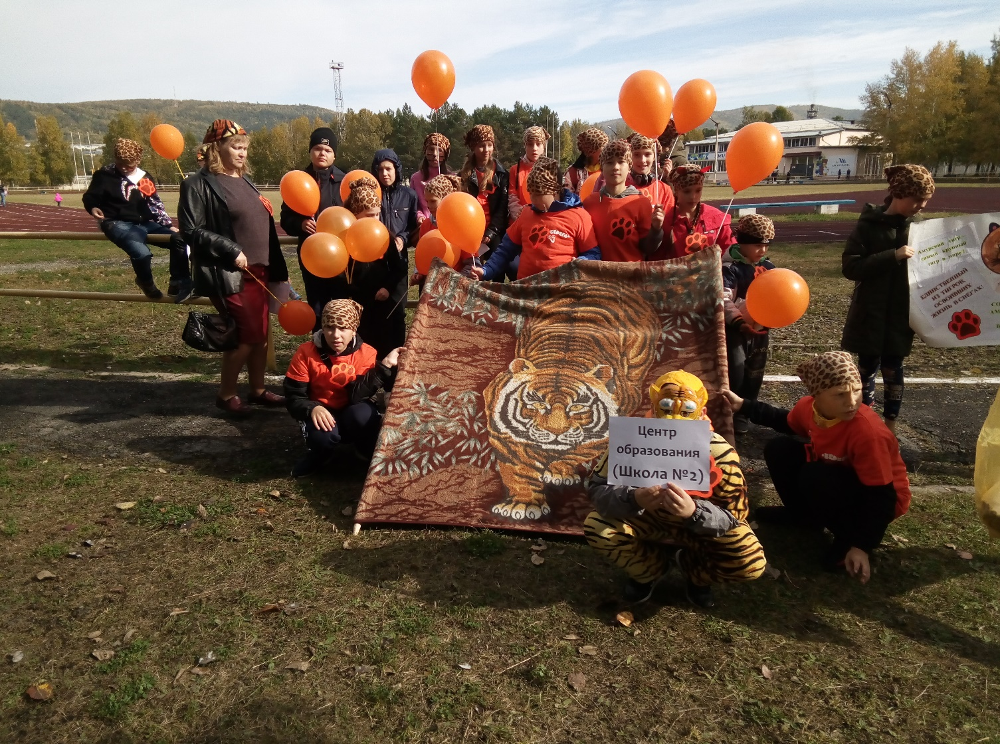 Центр
образования
(Школа №2)
Амурский тигр
самый крупный
тигр в мире!
ЕДИНСТВЕННЫЙ
ИЗ ТИГРОВ,
ОСВОИВШИХ
ЖИЗНЬ В СНЕГАХ!